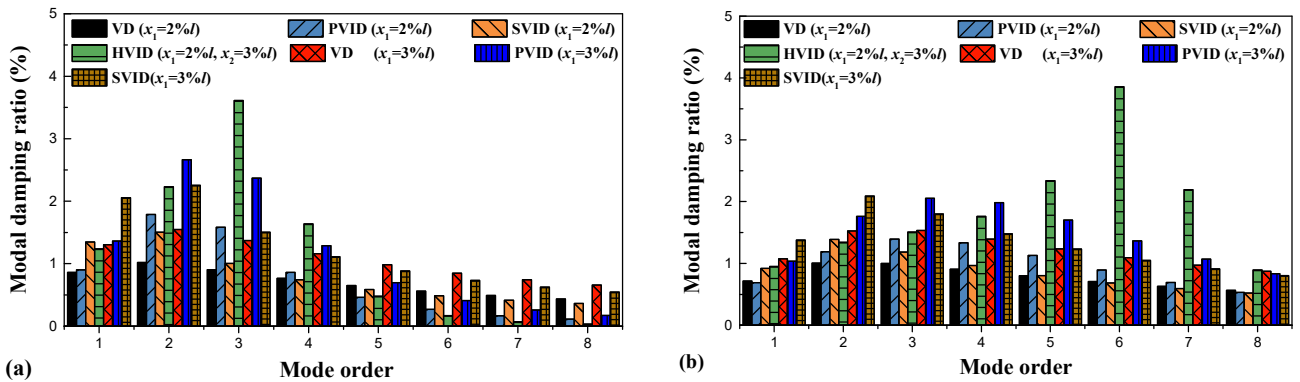 VD (x1=2%l) PVID (x1=2%l) SVID (x1=2%l)
HVID (x1=2%l, x2=3%l) VD (x1=3%l) PVID (x1=3%l)
SVID(x1=3%l)
Modal damping ratio (%)
5
4
3
2
1
0
1 2 3 4 5 6 7 8
Mode order
(a)
VD (x1=2%l) PVID (x1=2%l) SVID (x1=2%l)
HVID (x1=2%l, x2=3%l) VD (x1=3%l) PVID (x1=3%l)
SVID(x1=3%l)
Modal damping ratio (%)
5
4
3
2
1
0
1 2 3 4 5 6 7 8
Mode order
(b)